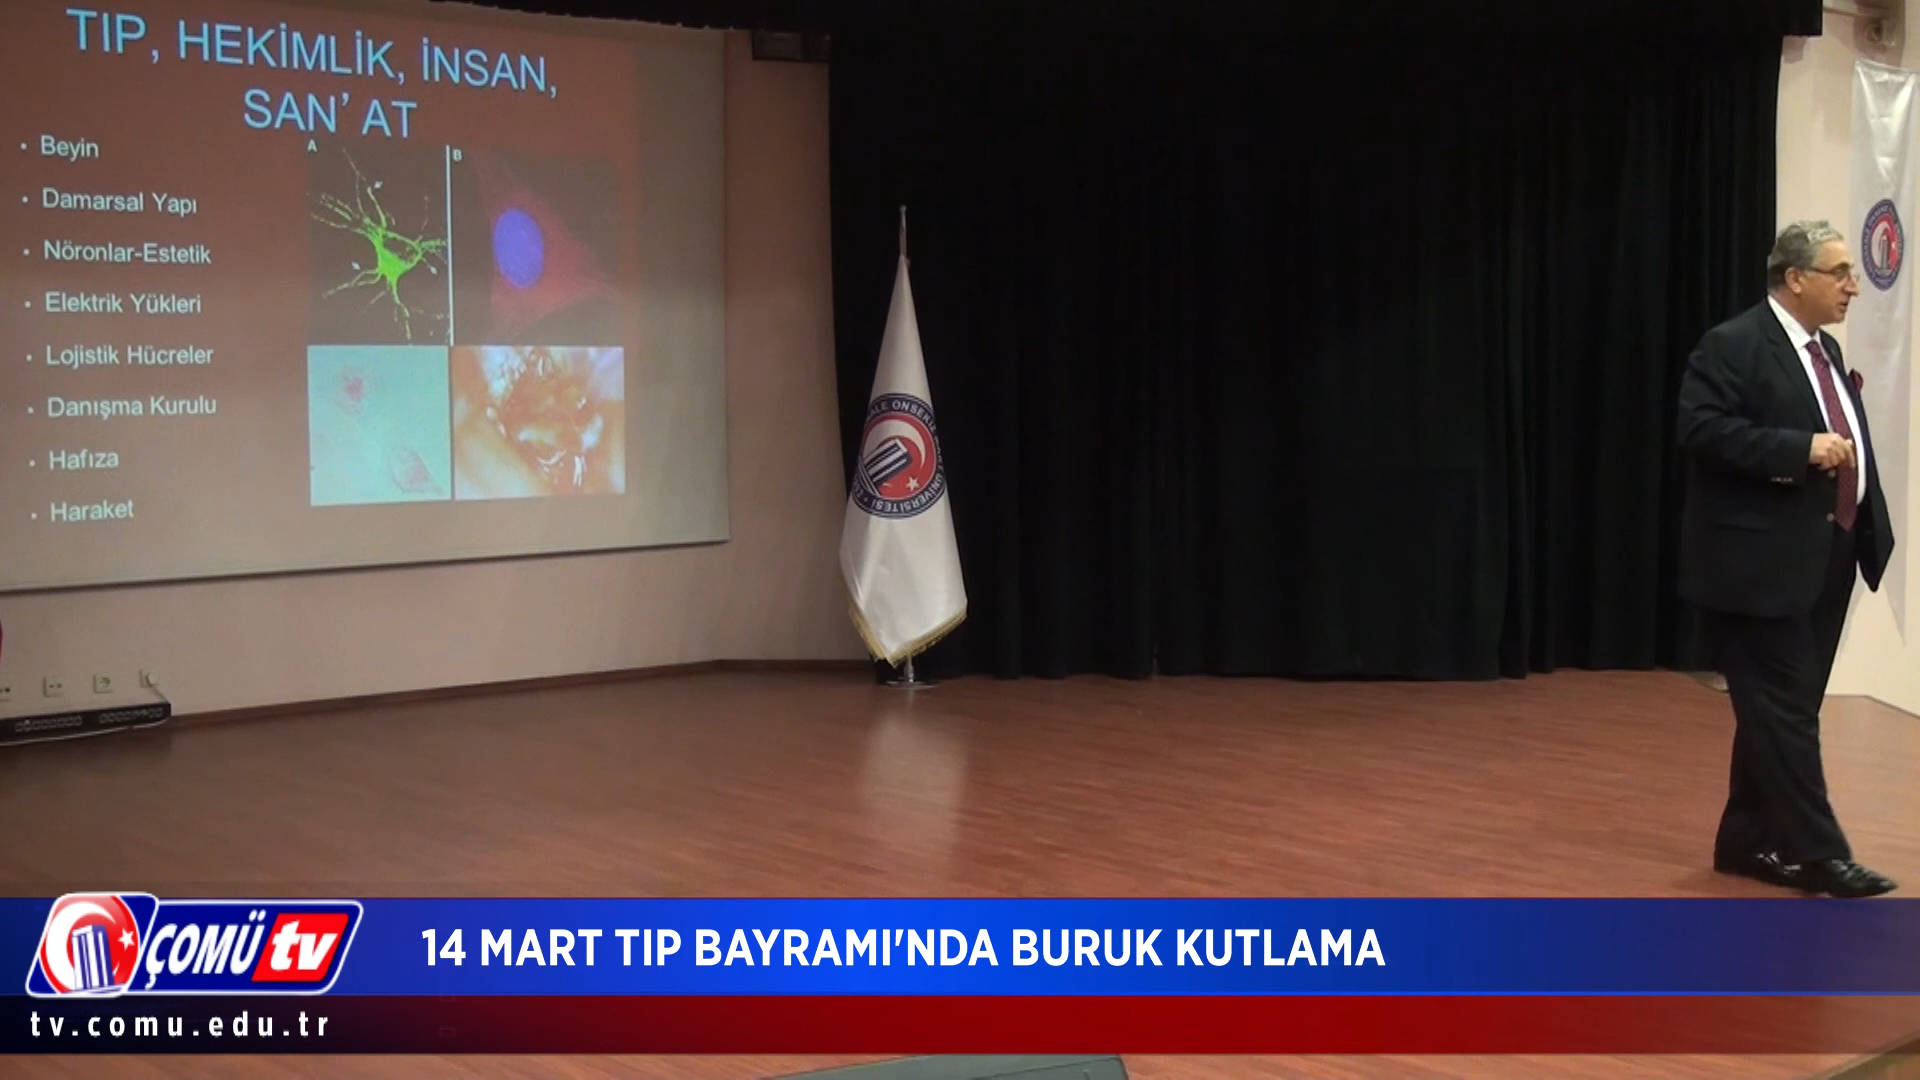 TIP, HEKİMLİK, İNSAN,
SAN' AT
A
B
• Beyin
• Damarsal Yapı
• Nöronlar-Estetik
• Elektrik Yükleri
• Lojistik Hücreler
• Danışma Kurulu
• Hafıza
• Haraket
ÇOMÜ tv
14 MART TIP BAYRAMI'NDA BURUK KUTLAMA
tv.comu.edu.tr